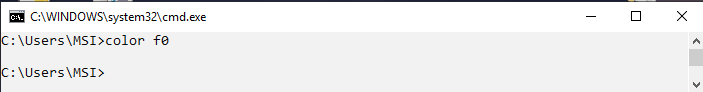 C:\WINDOWS\system32\cmd.exe
C:\Users\MSI>color f0
C:\Users\MSI>